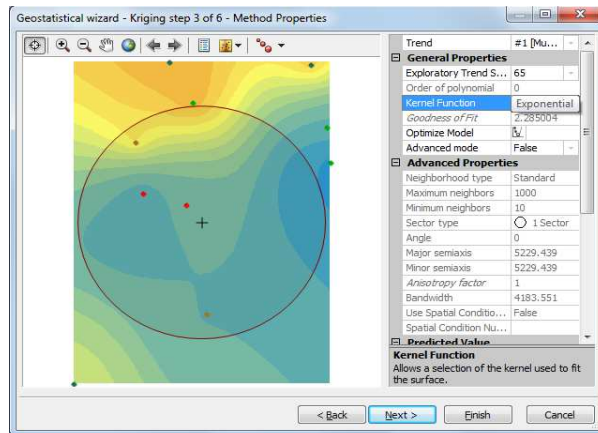 Geostatistical wizard - Kriging step 3 of 6 - Method Properties
Trend #1 [Mu...
General Properties
Exploratory Trend S... 65
Order of polynomial 0
Kernel Function Exponential
Goodness of Fit 2.285004
Optimize Model
Advanced mode False
Advanced Properties
Neighborhood type Standard
Maximum neighbors 1000
Minimum neighbors 10
Sector type 1 Sector
Angle 0
Major semiaxis 5229.439
Minor semiaxis 5229.439
Anisotropy factor 1
Bandwidth 4183.551
Use Spatial Conditio... False
Spatial Condition Nu...
Predicted Value
Kernel Function
Allows a selection of the kernel used to fit
the surface.
< Back Next > Finish Cancel